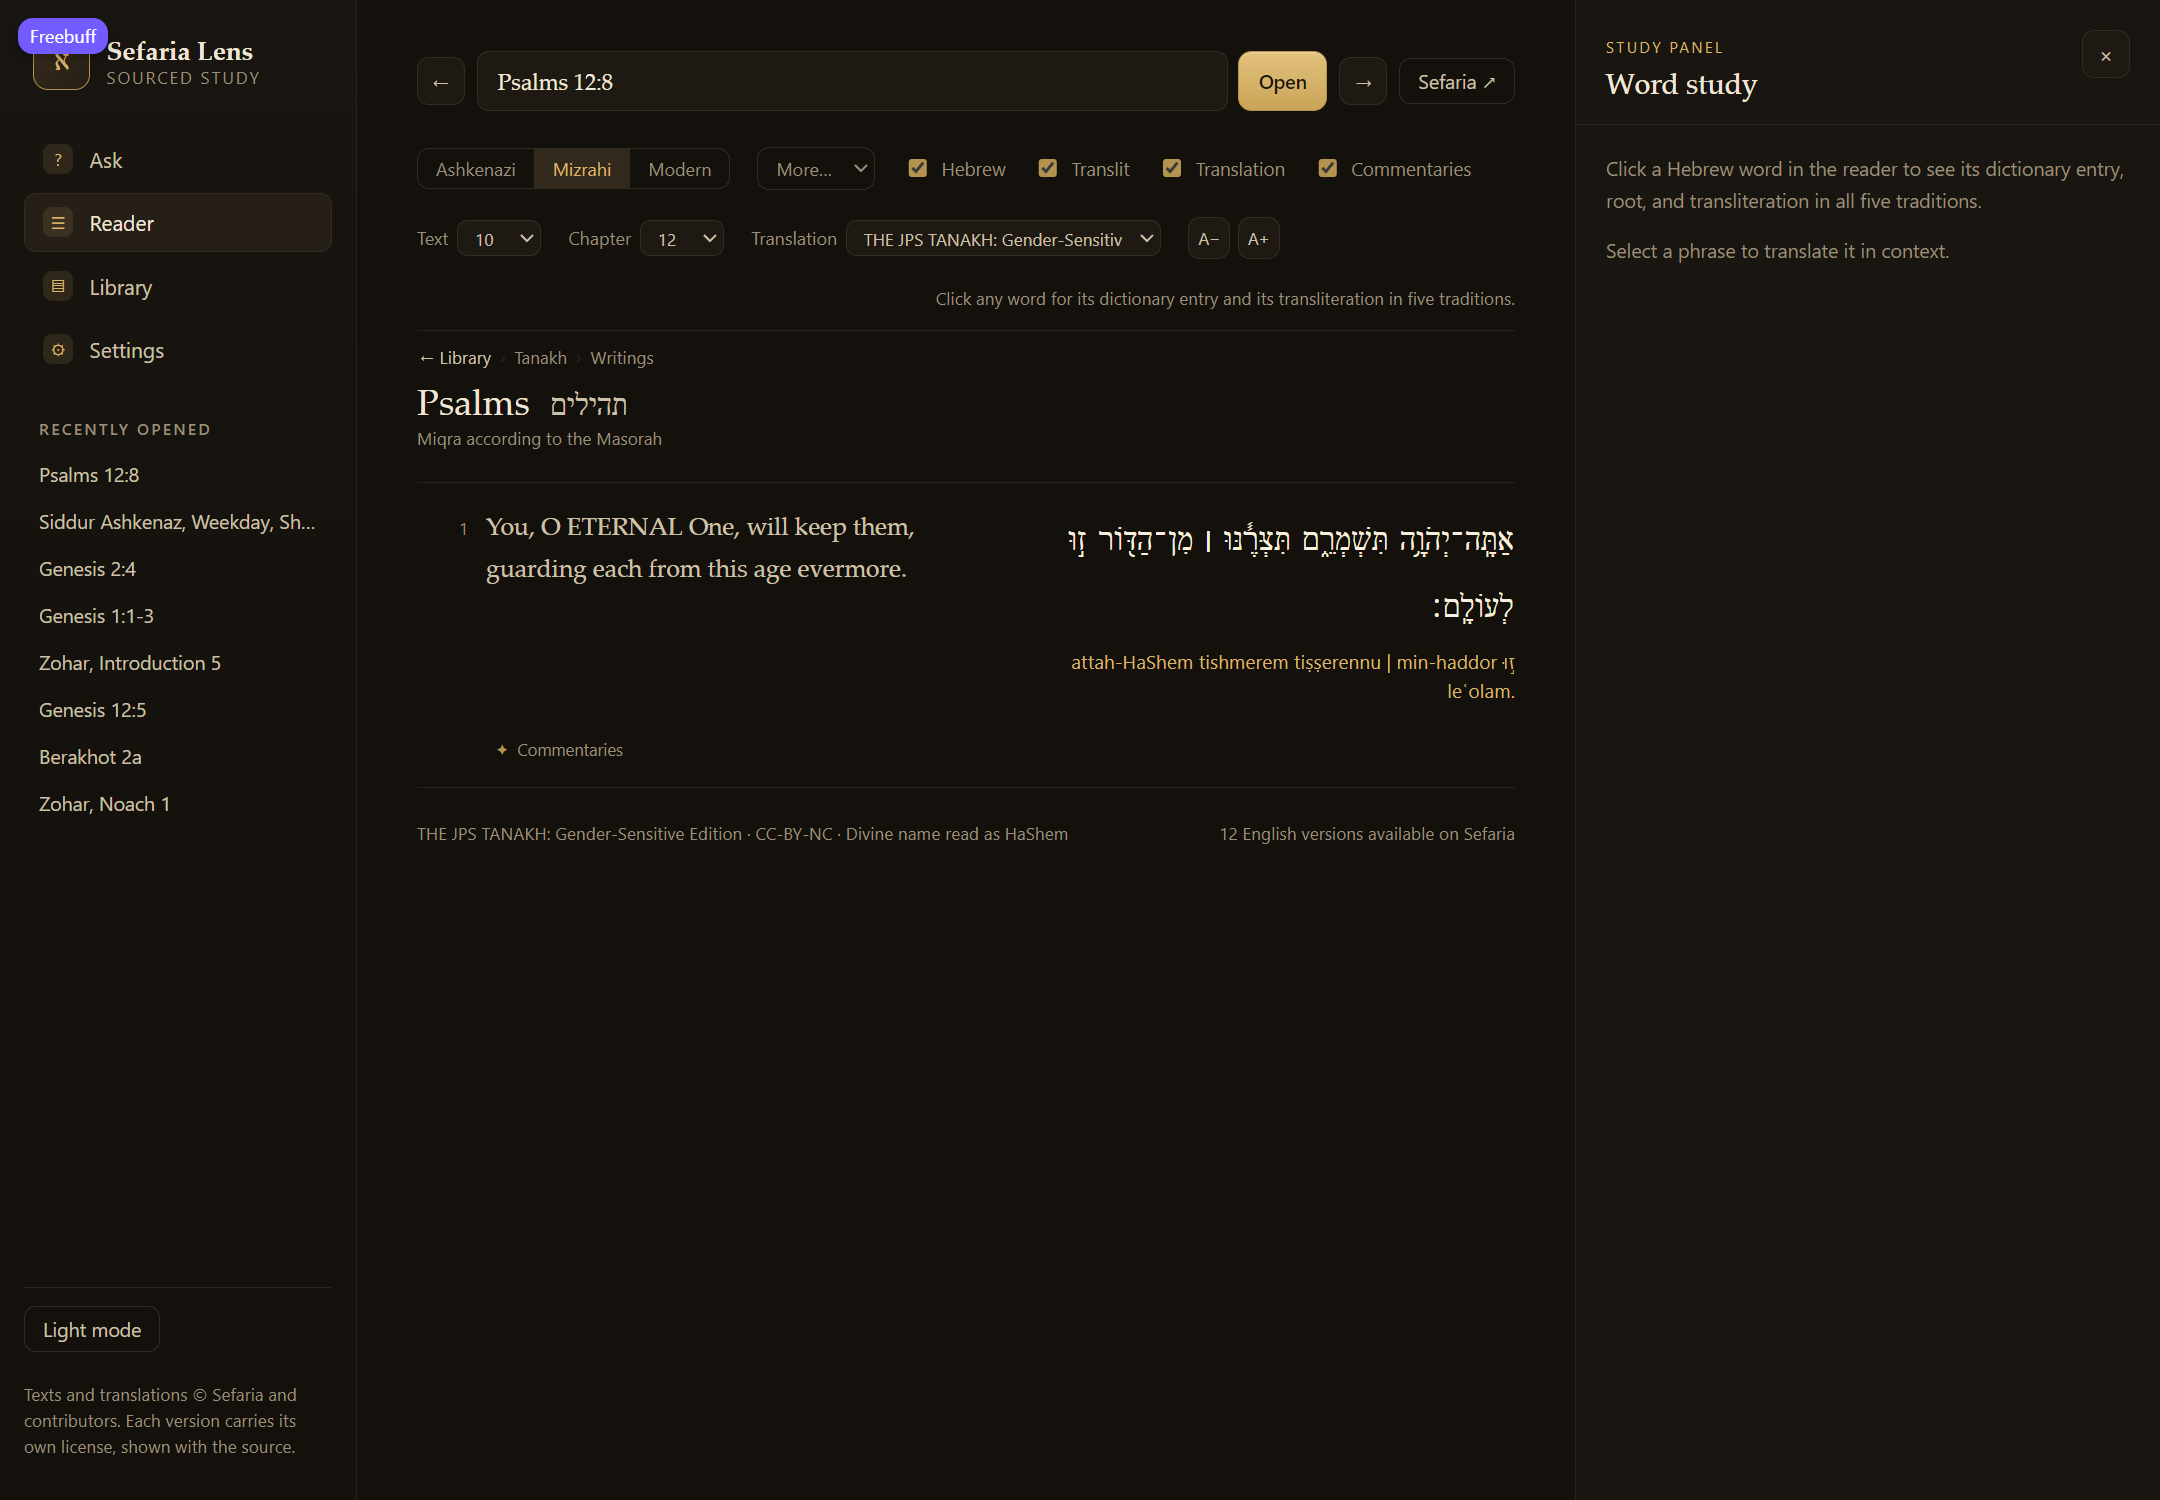 Freebuff
א
Sefaria Lens
SOURCED STUDY
? Ask
☰ Reader
▤ Library
⚙ Settings
RECENTLY OPENED
Psalms 12:8
Siddur Ashkenaz, Weekday, Sh...
Genesis 2:4
Genesis 1:1-3
Zohar, Introduction 5
Genesis 12:5
Berakhot 2a
Zohar, Noach 1
Light mode
Texts and translations © Sefaria and
contributors. Each version carries its
own license, shown with the source.
← Psalms 12:8 Open → Sefaria ↗
Ashkenazi Mizrahi Modern More... Hebrew Translit Translation Commentaries
Text 10 Chapter 12 Translation THE JPS TANAKH: Gender-Sensitiv A− A+
Click any word for its dictionary entry and its transliteration in five traditions.
← Library › Tanakh › Writings
Psalms תהילים
Miqra according to the Masorah
1 You, O ETERNAL One, will keep them,
guarding each from this age evermore.
אַתָּֽה־יְהֹוָ֥ה תִּשְׁמְרֵ֑ם תִּצְּרֶ֓נּוּ ׀ מִן־הַדּ֖וֹר ז֣וּ
לְעוֹלָֽם׃
attah-HaShem tishmerem tiṣṣerennu | min-haddor ז֣וּ
leʿolam.
✦ Commentaries
THE JPS TANAKH: Gender-Sensitive Edition · CC-BY-NC · Divine name read as HaShem
12 English versions available on Sefaria
STUDY PANEL
Word study
×
Click a Hebrew word in the reader to see its dictionary entry,
root, and transliteration in all five traditions.
Select a phrase to translate it in context.